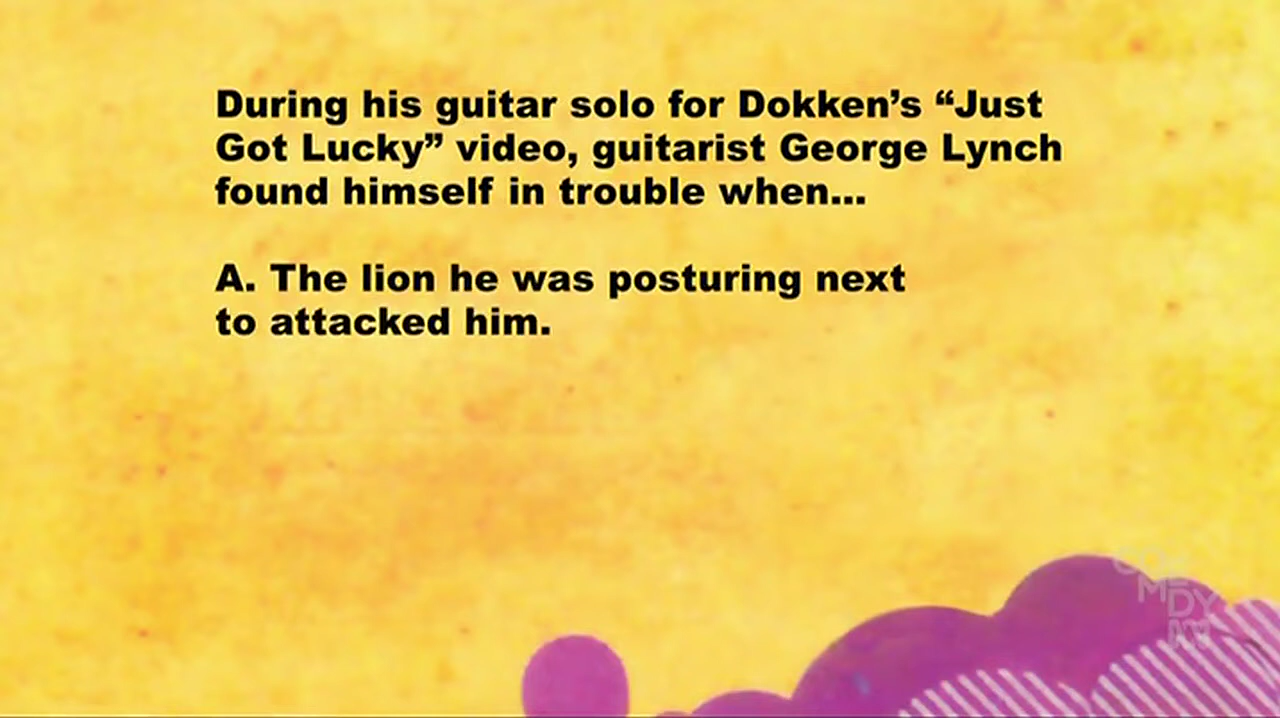 During his guitar solo for Dokken’s “Just
Got Lucky” video, guitarist George Lynch
found himself in trouble when...
A. The lion he was posturing next
to attacked him.